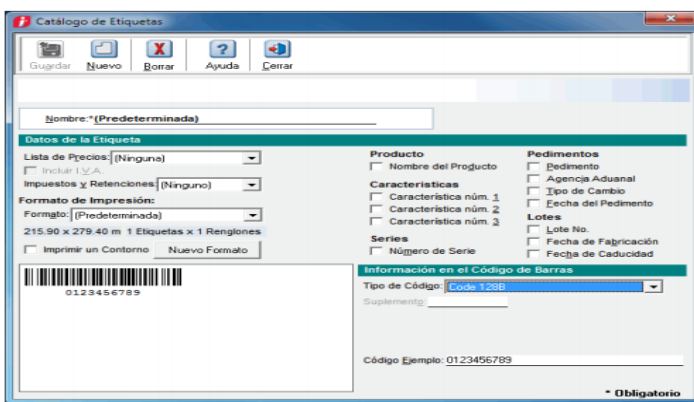 Catálogo de Etiquetas
Guardar Nuevo Borrar Ayuda Cerrar
Nombre:*(Predeterminada)
Datos de la Etiqueta
Lista de Precios: (Ninguna)
Incluir I.V.A.
Impuestos y Retenciones: (Ninguno)
Formato de Impresión:
Formato: (Predeterminada)
215.90 x 279.40 m 1 Etiquetas x 1 Renglones
Imprimir un Contorno Nuevo Formato
0123456789
Producto
Nombre del Producto
Características
Característica núm. 1
Característica núm. 2
Característica núm. 3
Series
Número de Serie
Pedimentos
Pedimento
Agencia Aduanal
Tipo de Cambio
Fecha del Pedimento
Lotes
Lote No.
Fecha de Fabricación
Fecha de Caducidad
Información en el Código de Barras
Tipo de Código: Code 128B
Suplemento:
Código Ejemplo: 0123456789
* Obligatorio